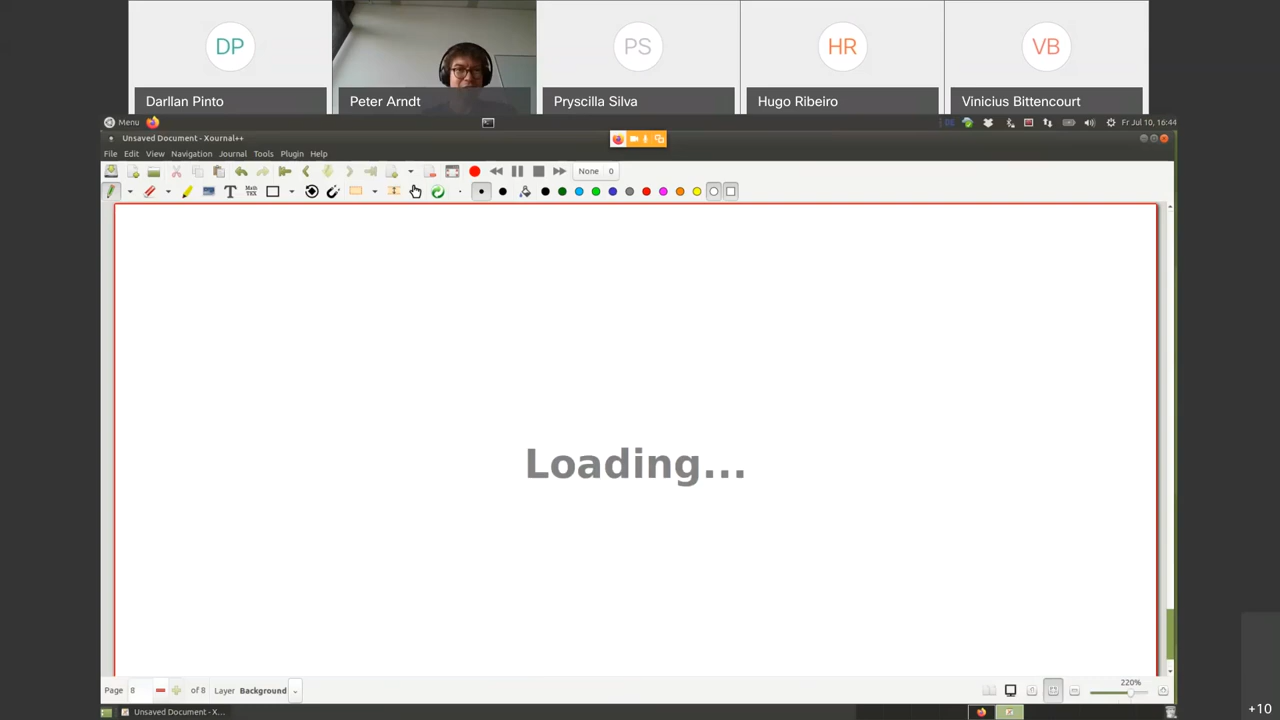 DP
PS
HR
VB
Darllan Pinto
Peter Arndt
Pryscilla Silva
Hugo Ribeiro
Vinicius Bittencourt
Menu
Fr Jul 10, 16:44
Unsaved Document - Xournal++
File Edit View Navigation Journal Tools Plugin Help
None 0
Loading...
Page 8 of 8 Layer Background
220%
Unsaved Document - X...
+10